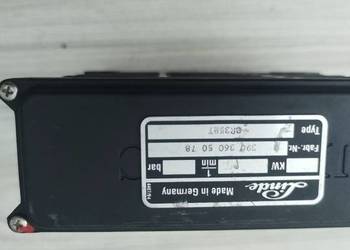 Linde
Made in Germany
KW
1/min
bar
Fabr.-Nr.
390 360 50 78
Type